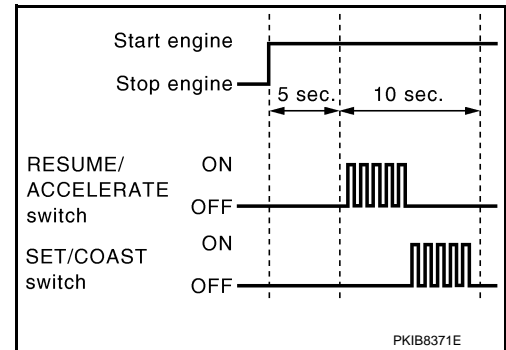 Start engine
Stop engine
5 sec. 10 sec.
RESUME/ ON
ACCELERATE
switch OFF
ON
SET/COAST
switch OFF
PKIB8371E